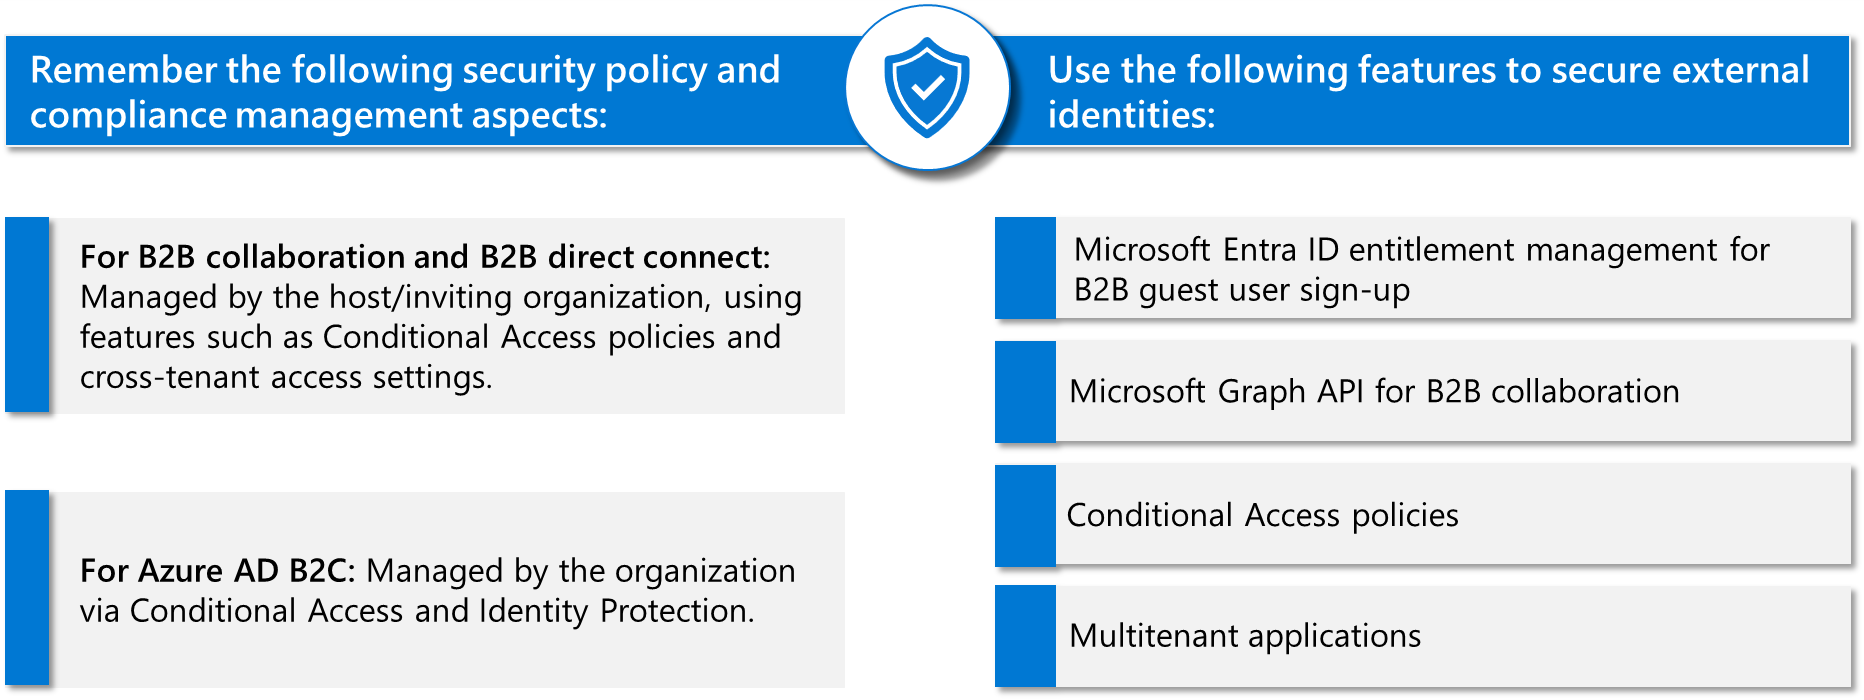 Remember the following security policy and
compliance management aspects:
Use the following features to secure external
identities:
For B2B collaboration and B2B direct connect:
Managed by the host/inviting organization, using
features such as Conditional Access policies and
cross-tenant access settings.
For Azure AD B2C: Managed by the organization
via Conditional Access and Identity Protection.
Microsoft Entra ID entitlement management for
B2B guest user sign-up
Microsoft Graph API for B2B collaboration
Conditional Access policies
Multitenant applications